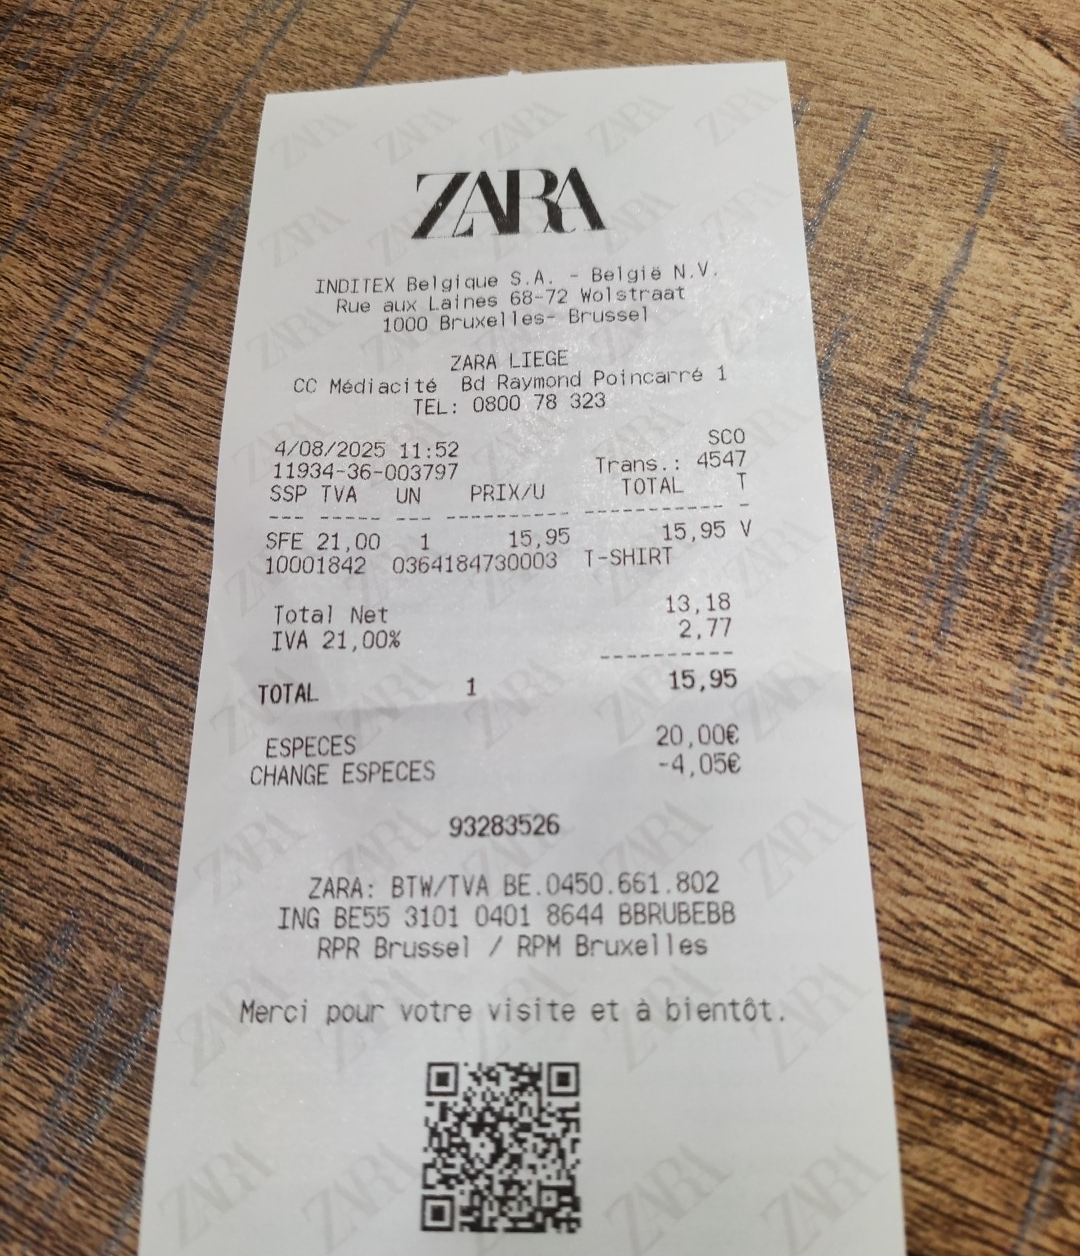 ZARA
INDITEX Belgique S.A. - België N.V.
Rue aux Laines 68-72 Wolstraat
1000 Bruxelles- Brussel
ZARA LIEGE
CC Médiacité Bd Raymond Poincarré 1
TEL: 0800 78 323
SCO
4/08/2025 11:52
11934-36-003797 Trans.: 4547
SSP TVA UN PRIX/U TOTAL T
--- ----- --- ---------- ----------- -
SFE 21,00 1 15,95 15,95 V
10001842 0364184730003 T-SHIRT
Total Net 13,18
IVA 21,00% 2,77
-----------
TOTAL 1 15,95
ESPECES 20,00€
CHANGE ESPECES -4,05€
93283526
ZARA: BTW/TVA BE.0450.661.802
ING BE55 3101 0401 8644 BBRUBEBB
RPR Brussel / RPM Bruxelles
Merci pour votre visite et à bientôt.